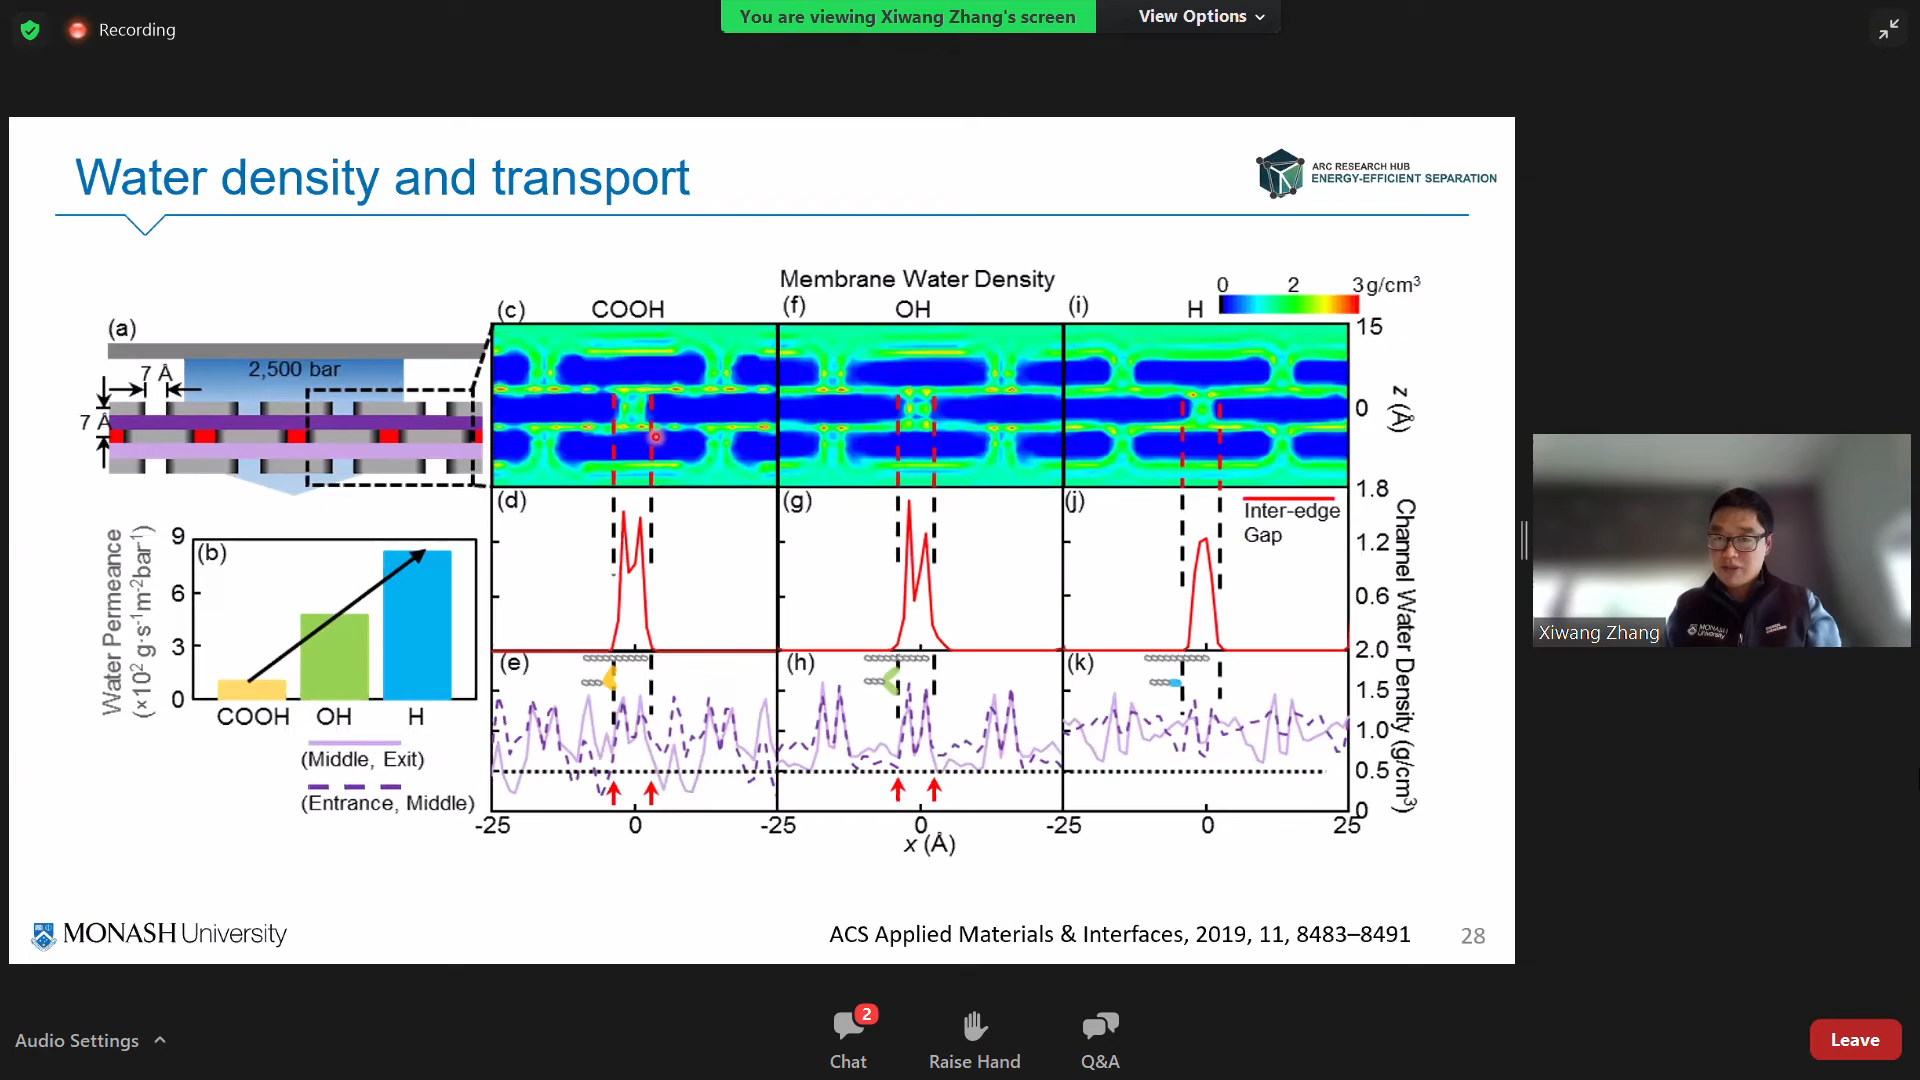 You are viewing Xiwang Zhang's screen
View Options
Recording
Water density and transport
ARC RESEARCH HUB
ENERGY-EFFICIENT SEPARATION
Membrane Water Density
0 2 3 g/cm³
(c) COOH (f) OH (i) H
(a)
15
2,500 bar
7 Å
z (Å)
0
7 Å
1.8
(d) (g) (j)
Inter-edge
Gap
Channel Water Density (g/cm³)
1.2
0.6
2.0
(b)
Water Permeance
(×10² g·s⁻¹m⁻²bar⁻¹)
9
6
3
0
COOH OH H
(Middle, Exit)
(Entrance, Middle)
(e) (h) (k)
1.5
1.0
0.5
0
-25 0 -25 0 -25 0 25
x (Å)
MONASH University
ACS Applied Materials & Interfaces, 2019, 11, 8483–8491
28
MONASH
University
Xiwang Zhang
Audio Settings
2
Chat
Raise Hand
Q&A
Leave